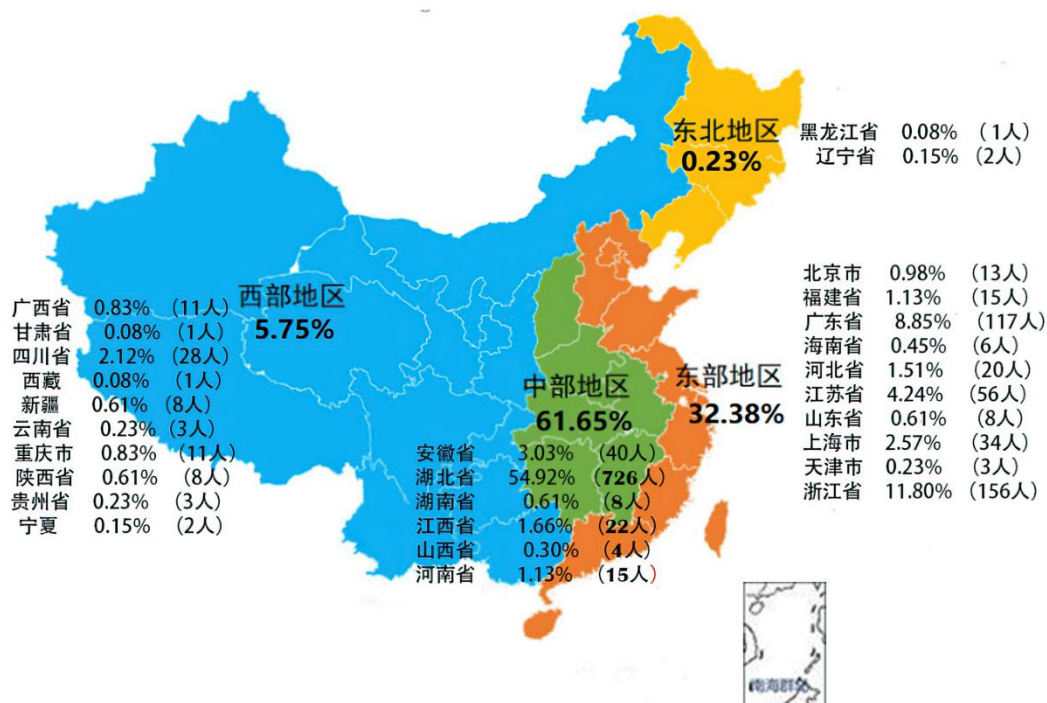 东北地区
0.23%
黑龙江省 0.08% (1人)
辽宁省 0.15% (2人)
西部地区
5.75%
广西省 0.83% (11人)
甘肃省 0.08% (1人)
四川省 2.12% (28人)
西藏 0.08% (1人)
新疆 0.61% (8人)
云南省 0.23% (3人)
重庆市 0.83% (11人)
陕西省 0.61% (8人)
贵州省 0.23% (3人)
宁夏 0.15% (2人)
中部地区
61.65%
安徽省 3.03% (40人)
湖北省 54.92% (726人)
湖南省 0.61% (8人)
江西省 1.66% (22人)
山西省 0.30% (4人)
河南省 1.13% (15人)
东部地区
32.38%
北京市 0.98% (13人)
福建省 1.13% (15人)
广东省 8.85% (117人)
海南省 0.45% (6人)
河北省 1.51% (20人)
江苏省 4.24% (56人)
山东省 0.61% (8人)
上海市 2.57% (34人)
天津市 0.23% (3人)
浙江省 11.80% (156人)
南海群岛